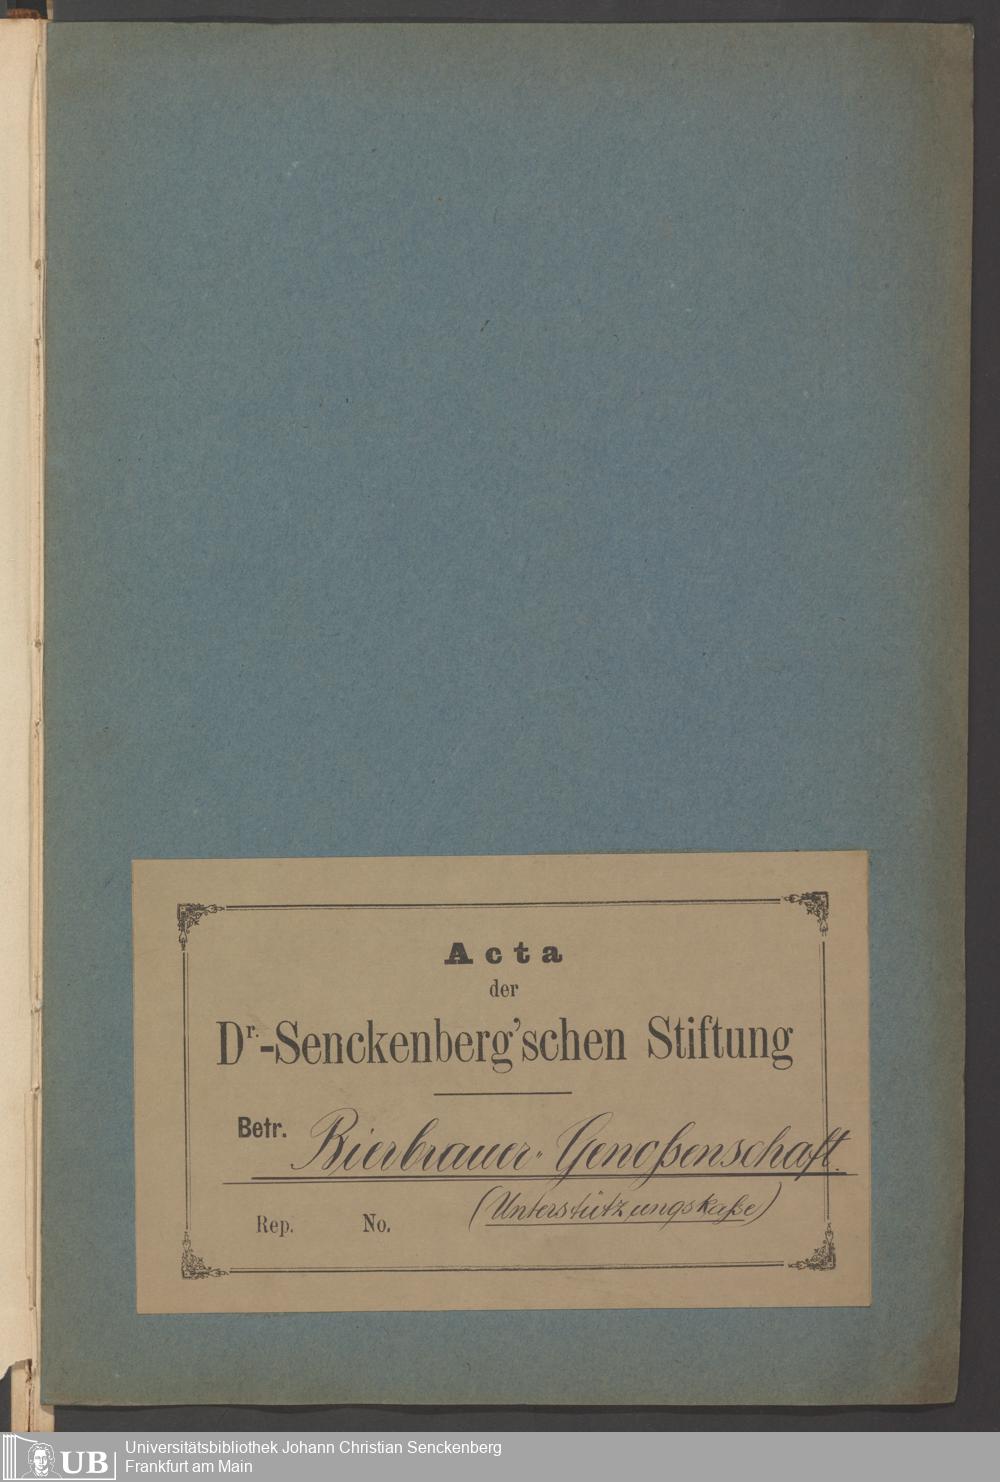 Acta
der
Dr.-Senckenberg'schen Stiftung
Betr. Bierbrauer-Genoßenschaft.
(Unterstützungskaße)
Rep. No.
UB
Universitätsbibliothek Johann Christian Senckenberg
Frankfurt am Main